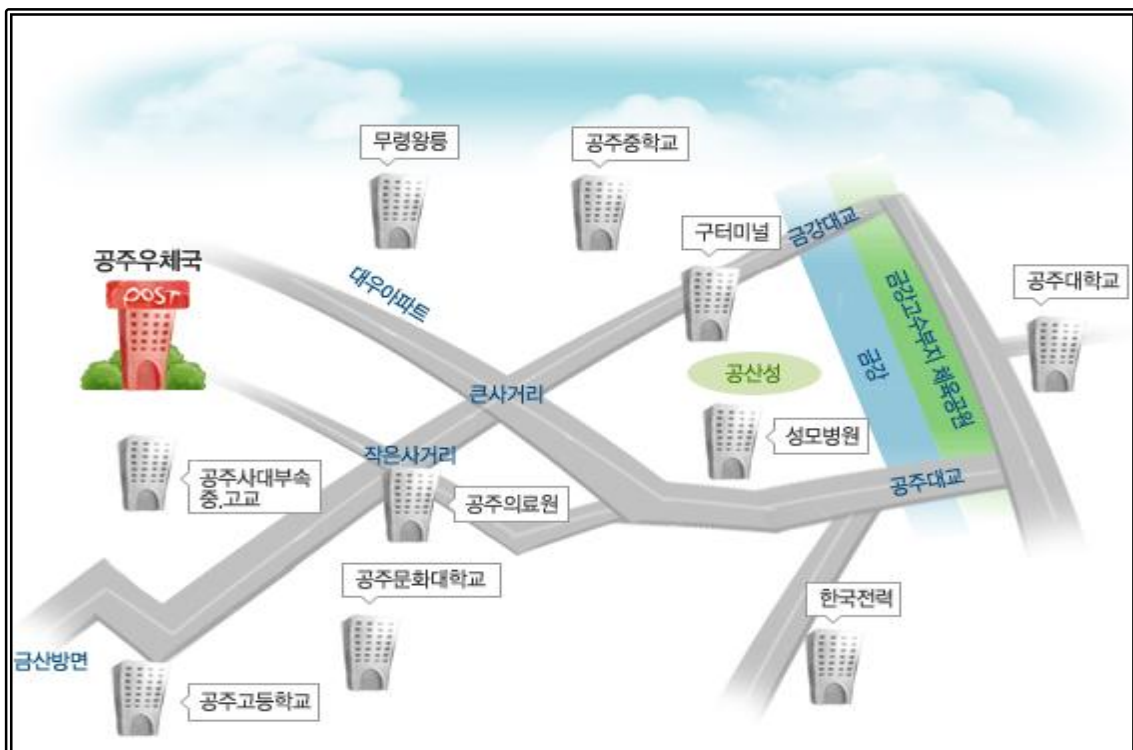 무령왕릉
공주중학교
구터미널
금강대교
공주우체국
POST
대우아파트
공주대학교
금강고수부지 체육공원
금강
공산성
큰사거리
성모병원
작은사거리
공주사대부속
중,고교
공주의료원
공주대교
공주문화대학교
한국전력
금산방면
공주고등학교